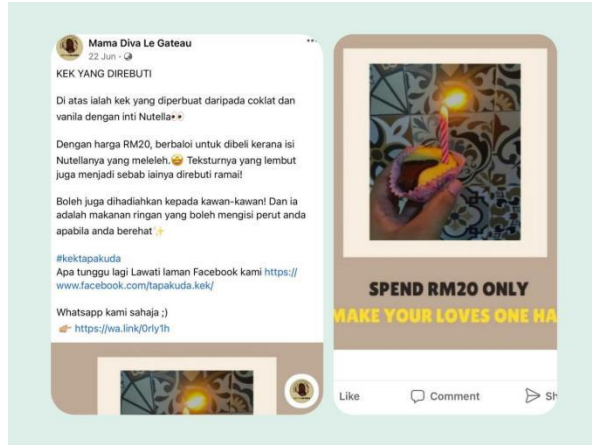 Mama Diva Le Gateau
22 Jun
KEK YANG DIREBUTI
Di atas ialah kek yang diperbuat daripada coklat dan
vanila dengan inti Nutella👀
Dengan harga RM20, berbaloi untuk dibeli kerana isi
Nutellanya yang meleleh.🤩 Teksturnya yang lembut
juga menjadi sebab iainya direbuti ramai!
Boleh juga dihadiahkan kepada kawan-kawan! Dan ia
adalah makanan ringan yang boleh mengisi perut anda
apabila anda berehat✨
#kektapakuda
Apa tunggu lagi Lawati laman Facebook kami https://
www.facebook.com/tapakuda.kek/
Whatsapp kami sahaja ;)
👉🏼 https://wa.link/0rly1h
SPEND RM20 ONLY
MAKE YOUR LOVES ONE HA
Like
Comment
Sh